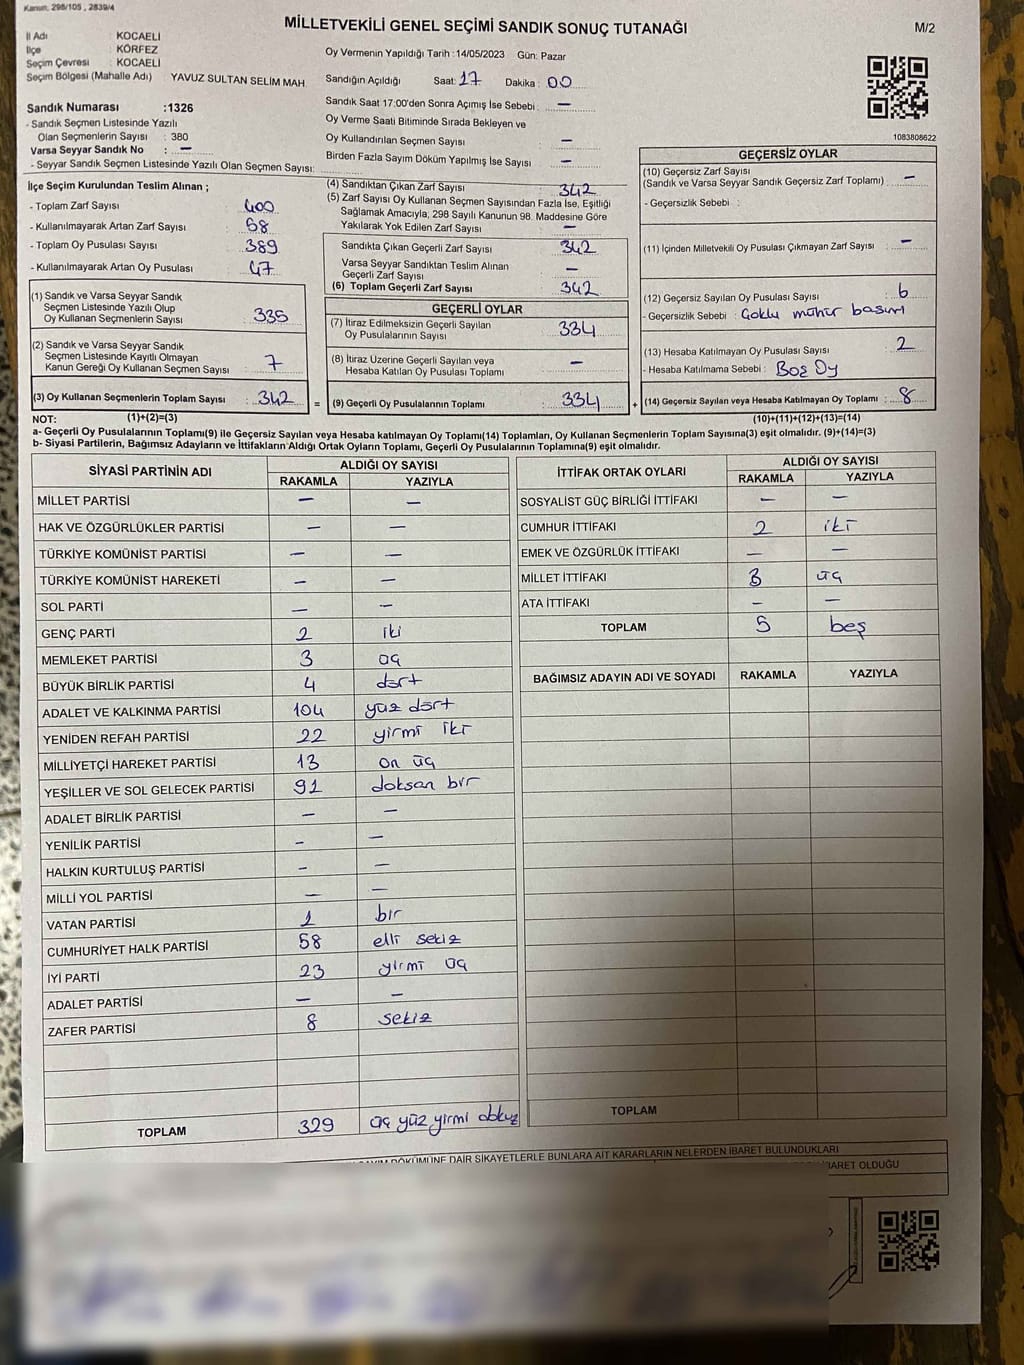 Kanun, 298/105 , 2839/4
MİLLETVEKİLİ GENEL SEÇİMİ SANDIK SONUÇ TUTANAĞI
M/2
İl Adı KOCAELİ
İlçe KÖRFEZ
Seçim Çevresi : KOCAELİ
Seçim Bölgesi (Mahalle Adı) YAVUZ SULTAN SELİM MAH
Sandık Numarası :1326
- Sandık Seçmen Listesinde Yazılı
Olan Seçmenlerin Sayısı : 380
Varsa Seyyar Sandık No : —
- Seyyar Sandık Seçmen Listesinde Yazılı Olan Seçmen Sayısı:
Oy Vermenin Yapıldığı Tarih :14/05/2023 Gün: Pazar
Sandığın Açıldığı Saat: 17 Dakika : 00
Sandık Saat 17:00'den Sonra Açımış İse Sebebi : —
Oy Verme Saati Bitiminde Sırada Bekleyen ve
Oy Kullandırılan Seçmen Sayısı : —
Birden Fazla Sayım Döküm Yapılmış İse Sayısı : —
1083808622
İlçe Seçim Kurulundan Teslim Alınan ;
- Toplam Zarf Sayısı : 400
- Kullanılmayarak Artan Zarf Sayısı : 58
- Toplam Oy Pusulası Sayısı : 389
- Kullanılmayarak Artan Oy Pusulası : 47
(1) Sandık ve Varsa Seyyar Sandık
Seçmen Listesinde Yazılı Olup
Oy Kullanan Seçmenlerin Sayısı : 335
(2) Sandık ve Varsa Seyyar Sandık
Seçmen Listesinde Kayıtlı Olmayan
Kanun Gereği Oy Kullanan Seçmen Sayısı : 7
(3) Oy Kullanan Seçmenlerin Toplam Sayısı : 342
(4) Sandıktan Çıkan Zarf Sayısı : 342
(5) Zarf Sayısı Oy Kullanan Seçmen Sayısından Fazla İse, Eşitliği
Sağlamak Amacıyla, 298 Sayılı Kanunun 98. Maddesine Göre
Yakılarak Yok Edilen Zarf Sayısı : —
Sandıkta Çıkan Geçerli Zarf Sayısı : 342
Varsa Seyyar Sandıktan Teslim Alınan
Geçerli Zarf Sayısı : —
(6) Toplam Geçerli Zarf Sayısı : 342
GEÇERLİ OYLAR
(7) İtiraz Edilmeksizin Geçerli Sayılan
Oy Pusulasının Sayısı : 334
(8) İtiraz Üzerine Geçerli Sayılan veya
Hesaba Katılan Oy Pusulası Toplamı : —
= (9) Geçerli Oy Pusulalarının Toplamı : 334 +
GEÇERSİZ OYLAR
(10) Geçersiz Zarf Sayısı
(Sandık ve Varsa Seyyar Sandık Geçersiz Zarf Toplamı) : —
- Geçersizlik Sebebi :
(11) İçinden Milletvekili Oy Pusulası Çıkmayan Zarf Sayısı : —
(12) Geçersiz Sayılan Oy Pusulası Sayısı : 6
- Geçersizlik Sebebi : Çoklu mühür basımı
(13) Hesaba Katılmayan Oy Pusulası Sayısı : 2
- Hesaba Katılmama Sebebi : Boş Oy
(14) Geçersiz Sayılan veya Hesaba Katılmayan Oy Toplamı : 8
NOT: (1)+(2)=(3) (10)+(11)+(12)+(13)=(14)
a- Geçerli Oy Pusulalarının Toplamı(9) ile Geçersiz Sayılan veya Hesaba katılmayan Oy Toplamı(14) Toplamları, Oy Kullanan Seçmenlerin Toplam Sayısına(3) eşit olmalıdır. (9)+(14)=(3)
b- Siyasi Partilerin, Bağımsız Adayların ve İttifakların Aldığı Ortak Oyların Toplamı, Geçerli Oy Pusulalarının Toplamına(9) eşit olmalıdır.
SİYASİ PARTİNİN ADI ALDIĞI OY SAYISI
RAKAMLA YAZIYLA
MİLLET PARTİSİ — —
HAK VE ÖZGÜRLÜKLER PARTİSİ — —
TÜRKİYE KOMÜNİST PARTİSİ — —
TÜRKİYE KOMÜNİST HAREKETİ — —
SOL PARTİ — —
GENÇ PARTİ 2 iki
MEMLEKET PARTİSİ 3 üç
BÜYÜK BİRLİK PARTİSİ 4 dört
ADALET VE KALKINMA PARTİSİ 104 yüz dört
YENİDEN REFAH PARTİSİ 22 yirmi iki
MİLLİYETÇİ HAREKET PARTİSİ 13 on üç
YEŞİLLER VE SOL GELECEK PARTİSİ 91 doksan bir
ADALET BİRLİK PARTİSİ — —
YENİLİK PARTİSİ — —
HALKIN KURTULUŞ PARTİSİ — —
MİLLİ YOL PARTİSİ — —
VATAN PARTİSİ 1 bir
CUMHURİYET HALK PARTİSİ 58 elli sekiz
İYİ PARTİ 23 yirmi üç
ADALET PARTİSİ — —
ZAFER PARTİSİ 8 sekiz
TOPLAM 329 üç yüz yirmi dokuz
İTTİFAK ORTAK OYLARI ALDIĞI OY SAYISI
RAKAMLA YAZIYLA
SOSYALİST GÜÇ BİRLİĞİ İTTİFAKI — —
CUMHUR İTTİFAKI 2 iki
EMEK VE ÖZGÜRLÜK İTTİFAKI — —
MİLLET İTTİFAKI 3 üç
ATA İTTİFAKI — —
TOPLAM 5 beş
BAĞIMSIZ ADAYIN ADI VE SOYADI RAKAMLA YAZIYLA
TOPLAM
DÖKÜMÜNE DAİR ŞİKAYETLERLE BUNLARA AİT KARARLARIN NELERDEN İBARET BULUNDUKLARI
İBARET OLDUĞU